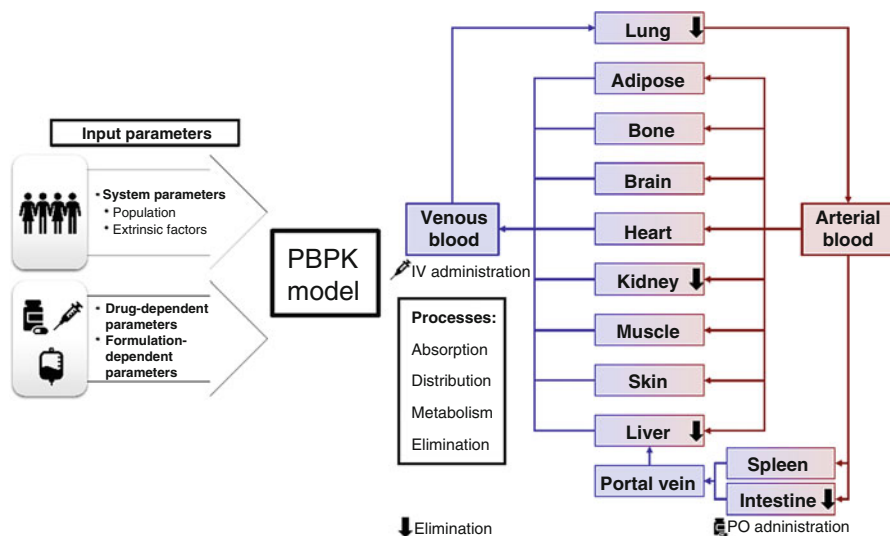 Input parameters
• System parameters
• Population
• Extrinsic factors
• Drug-dependent
parameters
• Formulation-
dependent
parameters
PBPK
model
Venous
blood
IV administration
Processes:
Absorption
Distribution
Metabolism
Elimination
Lung
Adipose
Bone
Brain
Heart
Kidney
Muscle
Skin
Liver
Portal vein
Arterial
blood
Spleen
Intestine
Elimination
PO adninistration